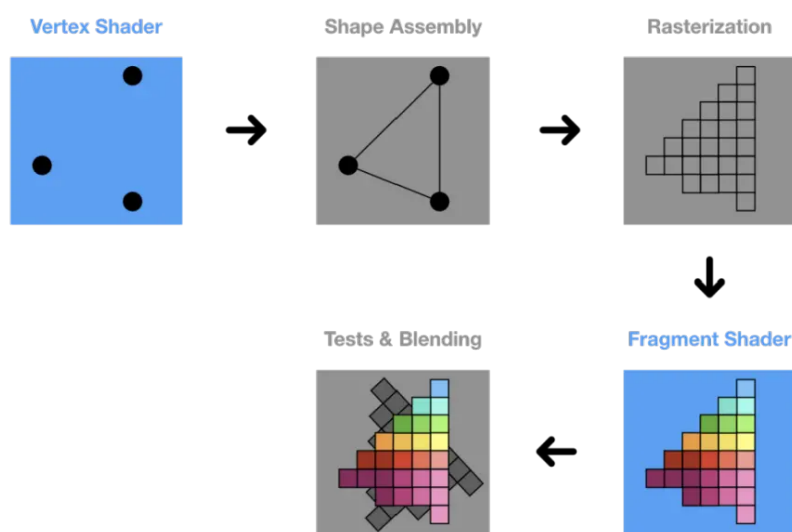 Vertex Shader
Shape Assembly
Rasterization
Tests & Blending
Fragment Shader